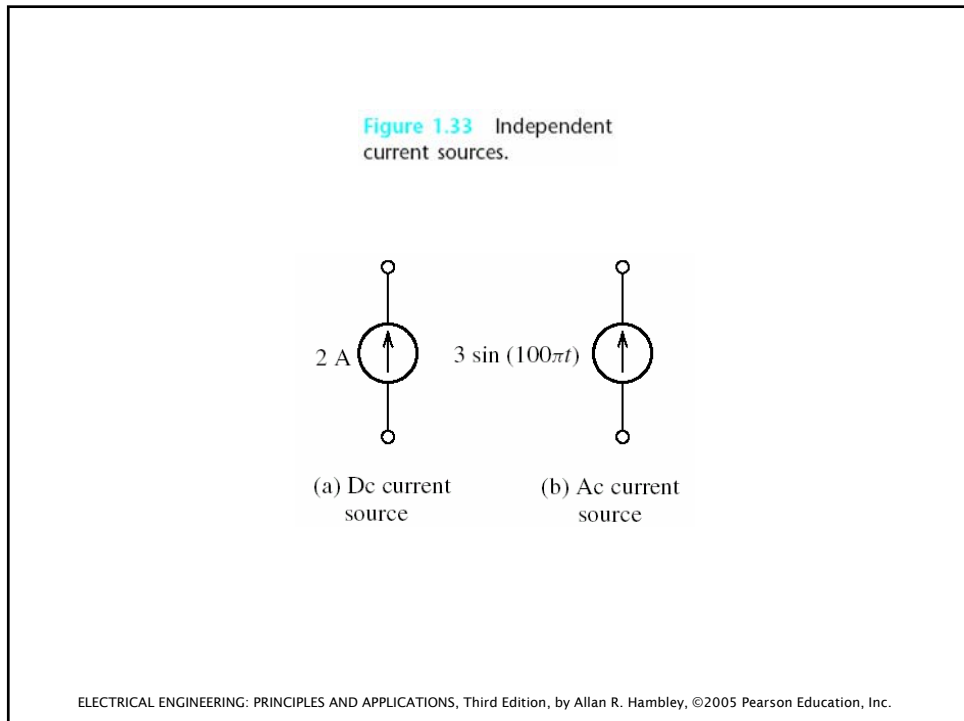 Figure 1.33 Independent
current sources.
2 A
3 sin (100πt)
(a) Dc current
source
(b) Ac current
source
ELECTRICAL ENGINEERING: PRINCIPLES AND APPLICATIONS, Third Edition, by Allan R. Hambley, ©2005 Pearson Education, Inc.